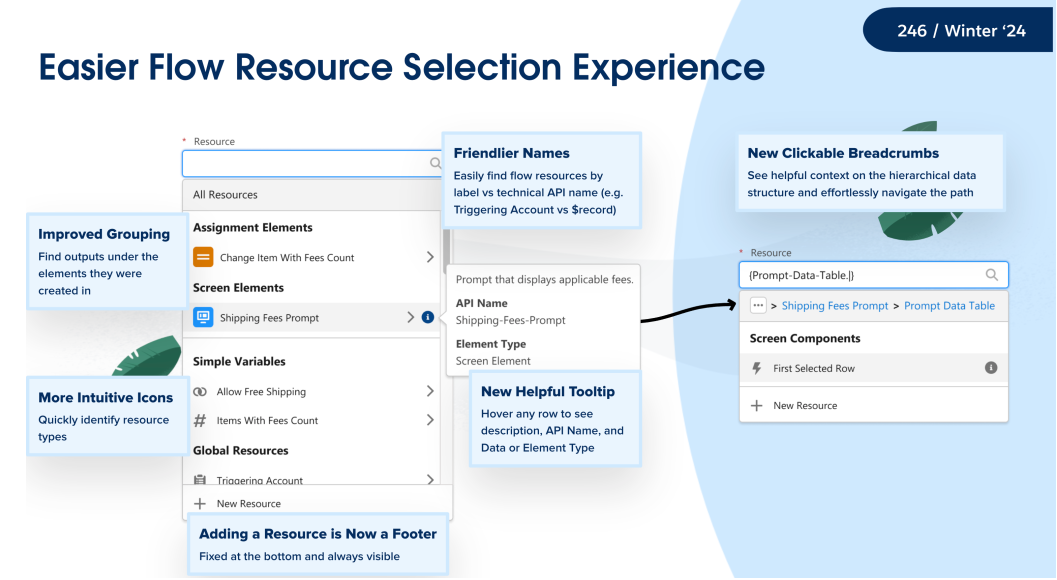 246 / Winter ‘24
Easier Flow Resource Selection Experience
* Resource
All Resources
Assignment Elements
Change Item With Fees Count
Screen Elements
Shipping Fees Prompt
Simple Variables
Allow Free Shipping
Items With Fees Count
Global Resources
Triggering Account
New Resource
Improved Grouping
Find outputs under the
elements they were
created in
More Intuitive Icons
Quickly identify resource
types
Adding a Resource is Now a Footer
Fixed at the bottom and always visible
Friendlier Names
Easily find flow resources by
label vs technical API name (e.g.
Triggering Account vs $record)
Prompt that displays applicable fees.
API Name
Shipping-Fees-Prompt
Element Type
Screen Element
New Helpful Tooltip
Hover any row to see
description, API Name, and
Data or Element Type
New Clickable Breadcrumbs
See helpful context on the hierarchical data
structure and effortlessly navigate the path
* Resource
(Prompt-Data-Table.|)
... > Shipping Fees Prompt > Prompt Data Table
Screen Components
First Selected Row
New Resource